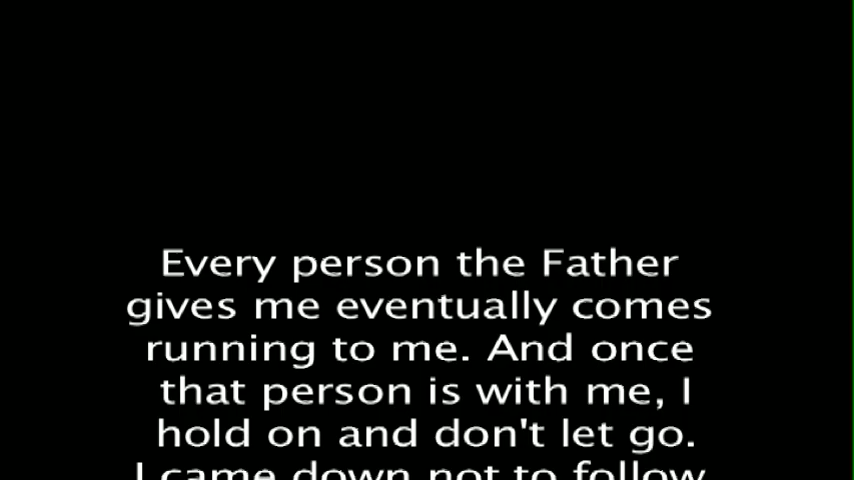 Every person the Father
gives me eventually comes
running to me. And once
that person is with me, I
hold on and don't let go.
I came down not to follow